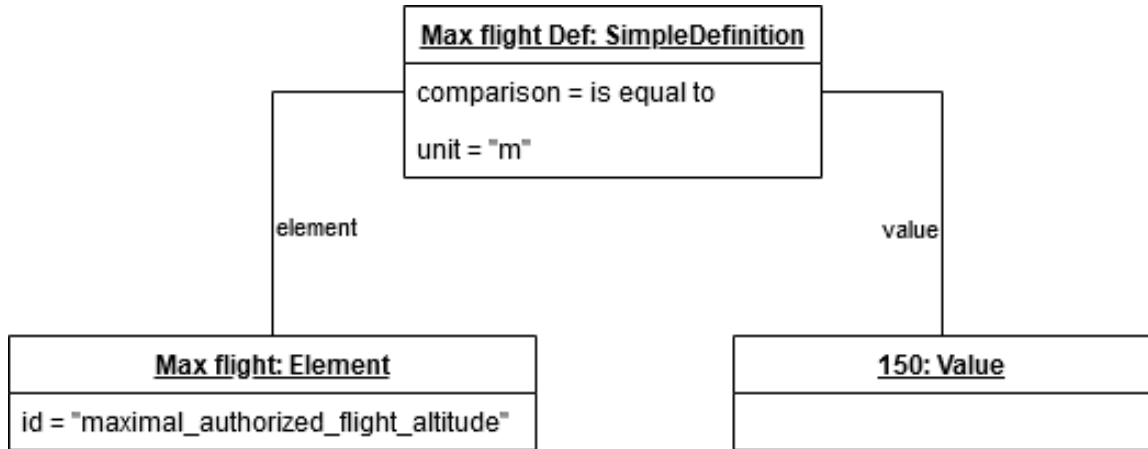 Max flight Def: SimpleDefinition
comparison = is equal to
unit = "m"
element
value
Max flight: Element
id = "maximal_authorized_flight_altitude"
150: Value